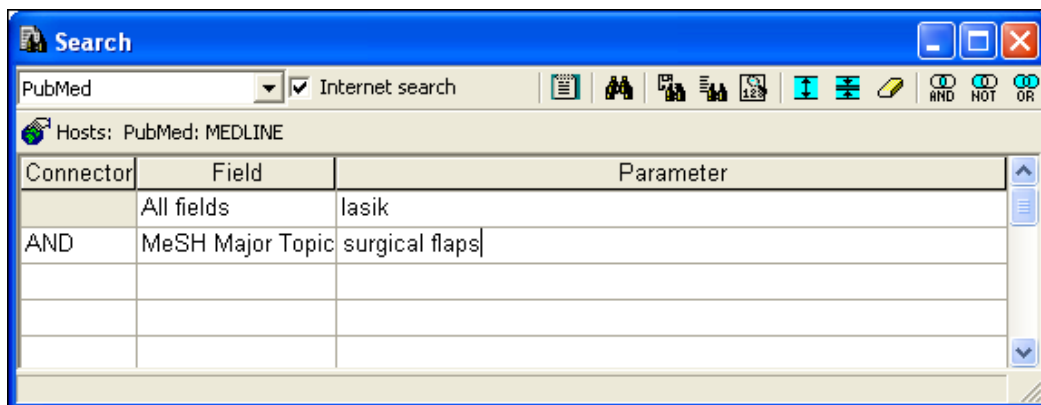 Search
PubMed Internet search 123 AND NOT OR
Hosts: PubMed: MEDLINE
Connector Field Parameter
All fields lasik
AND MeSH Major Topic surgical flaps